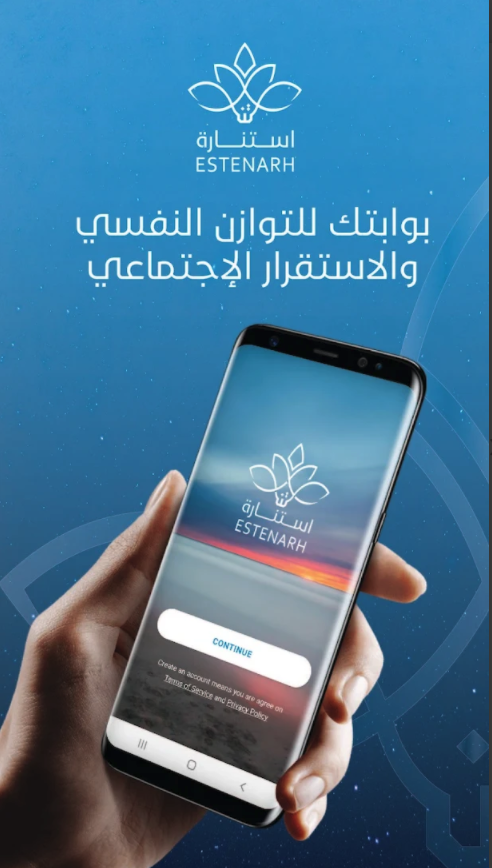 استنارة
ESTENARH
بوابتك للتوازن النفسي
والاستقرار الإجتماعي
استنارة
ESTENARH
CONTINUE
Create an account means you are agree on
Terms of Service and Privacy Policy